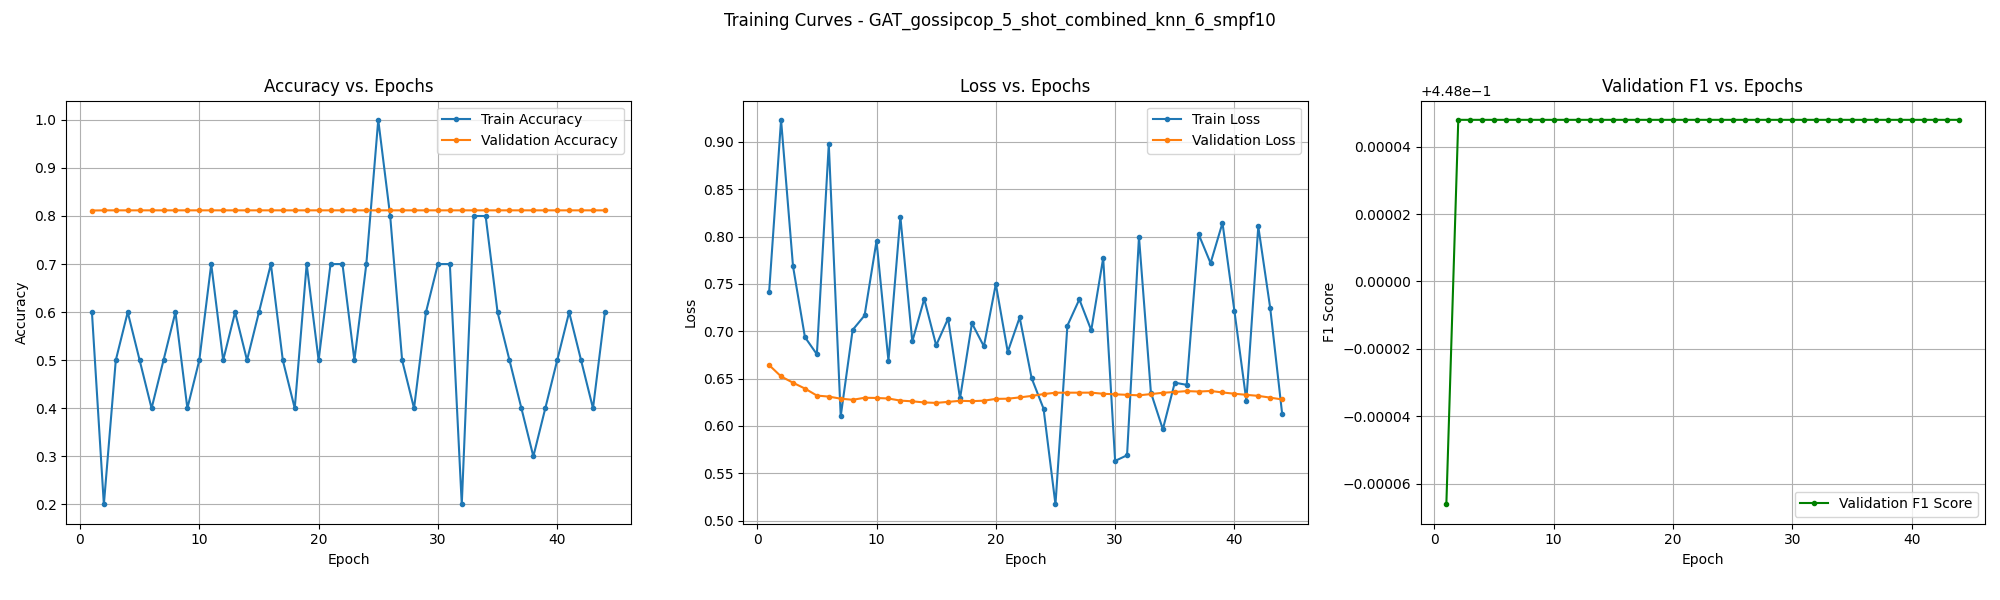 Training Curves - GAT_gossipcop_5_shot_combined_knn_6_smpf10
Accuracy vs. Epochs
Train Accuracy
Validation Accuracy
1.0
0.9
0.8
0.7
0.6
0.5
0.4
0.3
0.2
Accuracy
0
10
20
30
40
Epoch
Loss vs. Epochs
Train Loss
Validation Loss
0.90
0.85
0.80
0.75
0.70
0.65
0.60
0.55
0.50
Loss
0
10
20
30
40
Epoch
Validation F1 vs. Epochs
+4.48e−1
0.00004
0.00002
0.00000
−0.00002
−0.00004
−0.00006
F1 Score
Validation F1 Score
0
10
20
30
40
Epoch